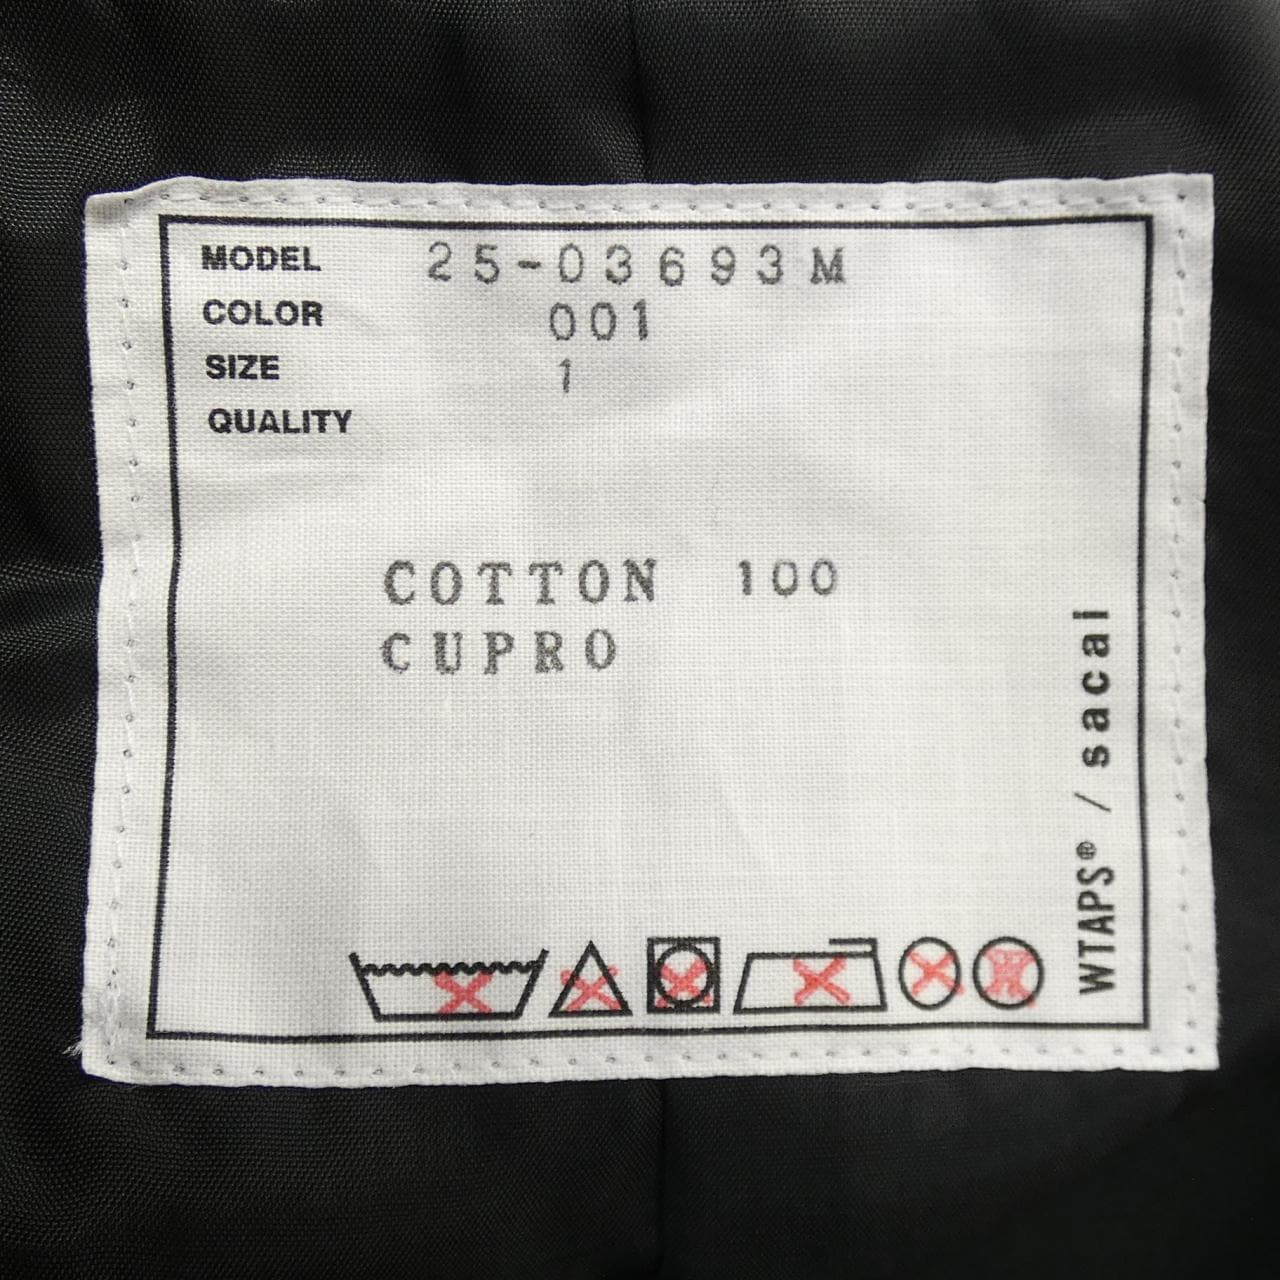 MODEL 25-03693M
COLOR 001
SIZE 1
QUALITY
COTTON 100
CUPRO
WTAPS® / sacai